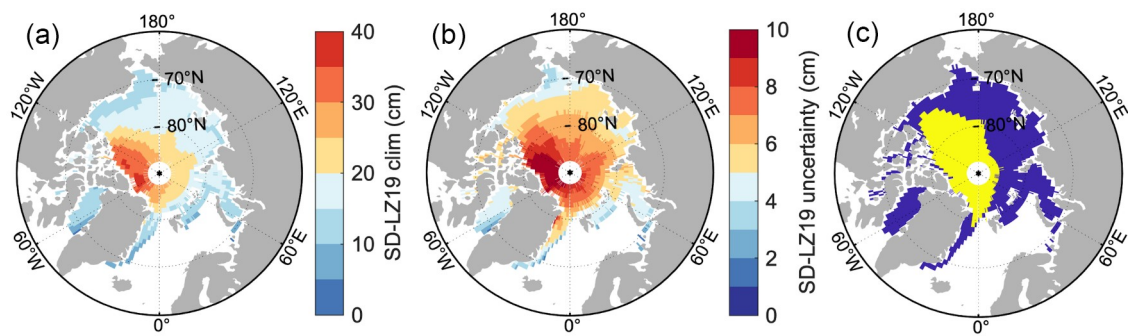 180° 180° 180°
(a) 40 (b) 10 (c)
120°W 70°N 120°E 120°W 70°N 120°E 120°W 70°N 120°E
30 8
80°N 80°N 80°N
20 6
10 4
2
60°W 60°E 60°W 60°E 60°W 60°E
0 0
0° 0° 0°
SD-LZ19 clim (cm)
SD-LZ19 uncertainty (cm)